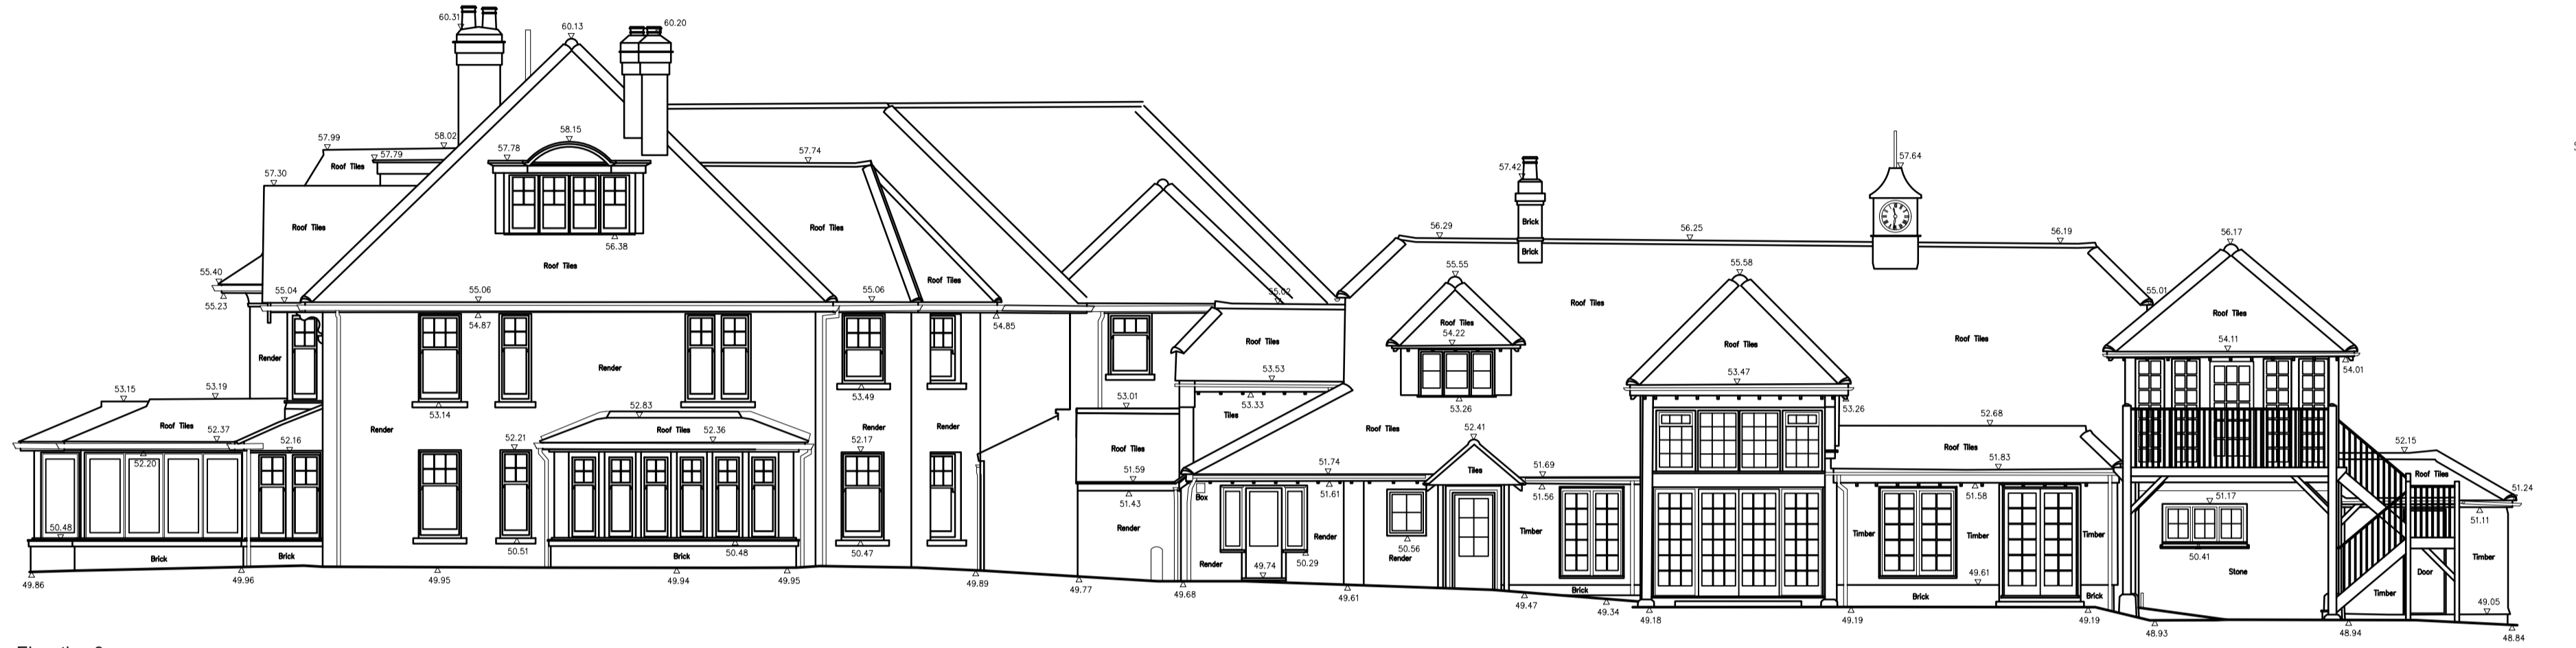 60.31
60.13
60.20
57.99
58.02
57.79
Roof Tiles
57.30
58.15
57.78
57.74
57.42
57.64
Roof Tiles
Roof Tiles
56.38
Roof Tiles
Roof Tiles
Brick
Brick
56.29
56.25
56.19
56.17
55.40
55.23
55.04
55.06
54.87
55.06
54.85
55.02
55.55
55.58
55.01
Roof Tiles
Roof Tiles
Roof Tiles
Roof Tiles
54.22
Roof Tiles
Roof Tiles
54.11
54.01
Render
Render
53.14
53.49
53.53
53.33
53.26
53.47
53.26
53.15
53.19
53.01
Tiles
Roof Tiles
52.37
52.16
Render
52.21
52.83
Roof Tiles
52.36
Render
52.17
Render
Roof Tiles
51.59
51.43
Roof Tiles
52.41
Tiles
51.74
51.61
51.69
51.56
52.68
Roof Tiles
51.83
51.58
52.15
Roof Tiles
51.24
51.11
52.20
50.48
Brick
Brick
50.51
Brick
50.48
50.47
Render
Box
Render
Render
50.29
49.74
50.56
Render
Timber
Brick
Timber
Timber
Timber
49.61
Brick
Brick
51.17
50.41
Stone
Timber
Door
Timber
49.05
49.86
49.96
49.95
49.94
49.95
49.89
49.77
49.68
49.61
49.47
49.34
49.18
49.19
49.19
48.93
48.94
48.84